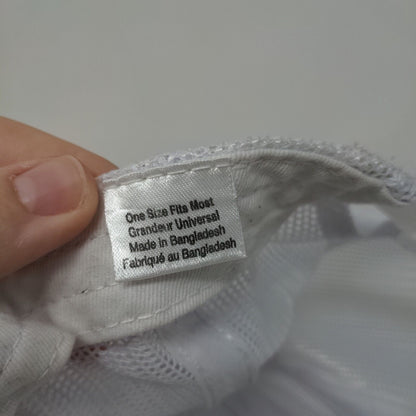 One Size Fits Most
Grandeur Universal
Made in Bangladesh
Fabriqué au Bangladesh